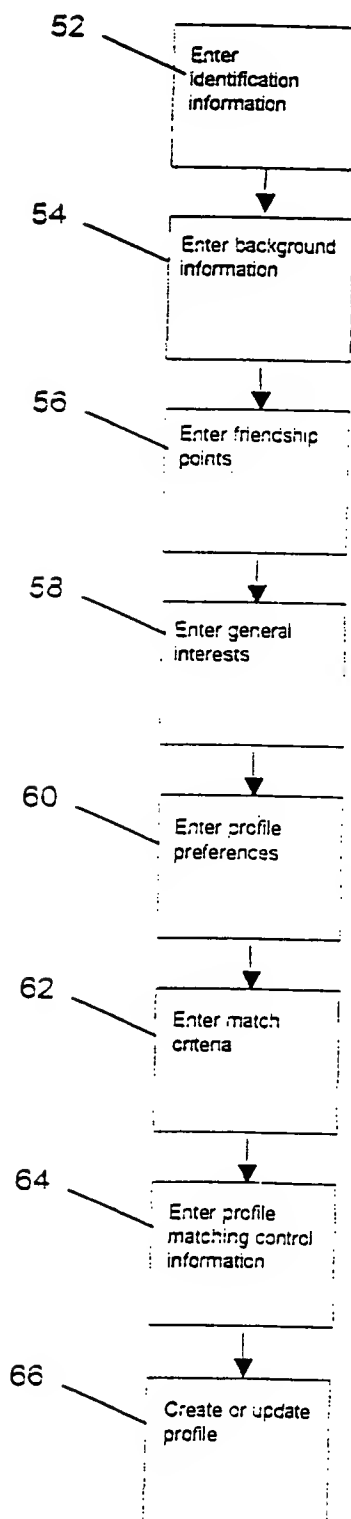 52
Enter
identification
information
54
Enter background
information
56
Enter friendship
points
58
Enter general
interests
60
Enter profile
preferences
62
Enter match
criteria
64
Enter profile
matching control
information
66
Create or update
profile